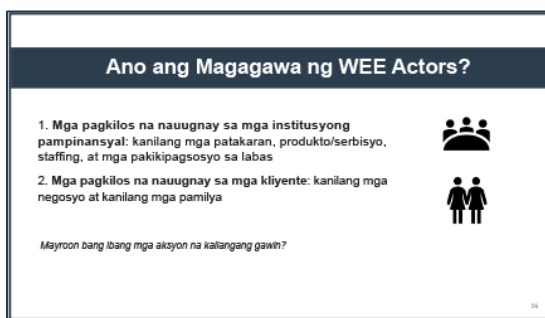 Ano ang Magagawa ng WEE Actors?
1. Mga pagkilos na nauugnay sa mga institusyong
pampinansyal: kanilang mga patakaran, produkto/serbisyo,
staffing, at mga pakikipagsosyo sa labas
2. Mga pagkilos na nauugnay sa mga kliyente: kanilang mga
negosyo at kanilang mga pamilya
Mayroon bang ibang mga aksyon na kailangang gawin?